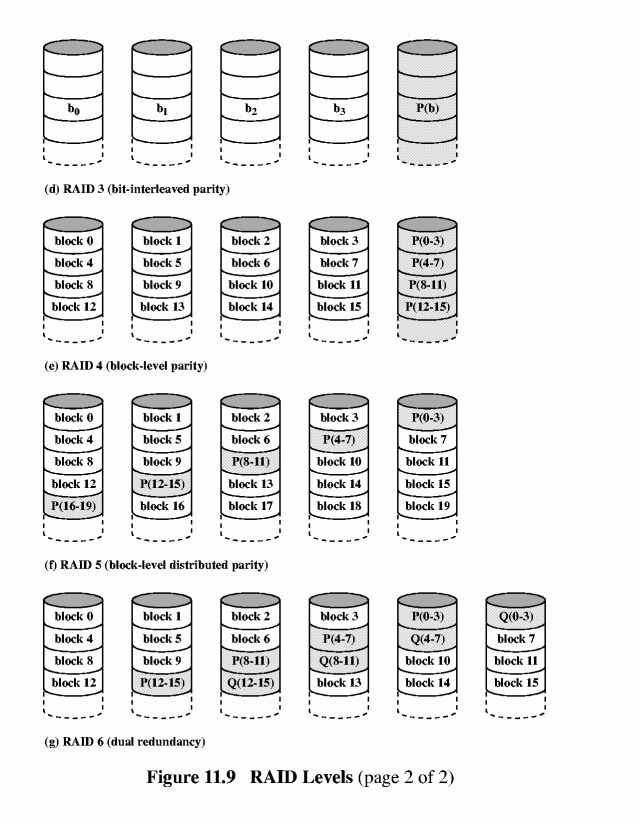 b0 b1 b2 b3 P(b)
(d) RAID 3 (bit-interleaved parity)
block 0 block 1 block 2 block 3 P(0-3)
block 4 block 5 block 6 block 7 P(4-7)
block 8 block 9 block 10 block 11 P(8-11)
block 12 block 13 block 14 block 15 P(12-15)
(e) RAID 4 (block-level parity)
block 0 block 1 block 2 block 3 P(0-3)
block 4 block 5 block 6 P(4-7) block 7
block 8 block 9 P(8-11) block 10 block 11
block 12 P(12-15) block 13 block 14 block 15
P(16-19) block 16 block 17 block 18 block 19
(f) RAID 5 (block-level distributed parity)
block 0 block 1 block 2 block 3 P(0-3) Q(0-3)
block 4 block 5 block 6 P(4-7) Q(4-7) block 7
block 8 block 9 P(8-11) Q(8-11) block 10 block 11
block 12 P(12-15) Q(12-15) block 13 block 14 block 15
(g) RAID 6 (dual redundancy)
Figure 11.9 RAID Levels (page 2 of 2)